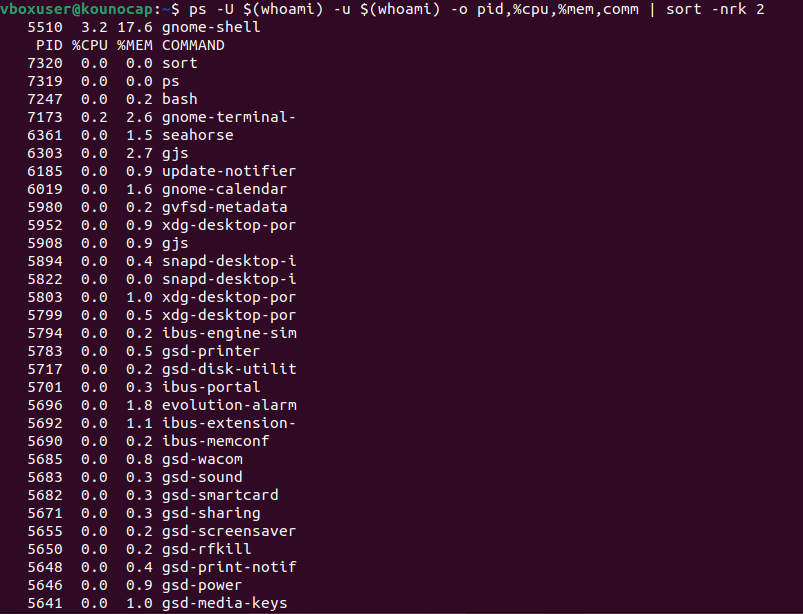 vboxuser@kounocap:~$ ps -U $(whoami) -u $(whoami) -o pid,%cpu,%mem,comm | sort -nrk 2
5510 3.2 17.6 gnome-shell
PID %CPU %MEM COMMAND
7320 0.0 0.0 sort
7319 0.0 0.0 ps
7247 0.0 0.2 bash
7173 0.2 2.6 gnome-terminal-
6361 0.0 1.5 seahorse
6303 0.0 2.7 gjs
6185 0.0 0.9 update-notifier
6019 0.0 1.6 gnome-calendar
5980 0.0 0.2 gvfsd-metadata
5952 0.0 0.9 xdg-desktop-por
5908 0.0 0.9 gjs
5894 0.0 0.4 snapd-desktop-i
5822 0.0 0.0 snapd-desktop-i
5803 0.0 1.0 xdg-desktop-por
5799 0.0 0.5 xdg-desktop-por
5794 0.0 0.2 ibus-engine-sim
5783 0.0 0.5 gsd-printer
5717 0.0 0.2 gsd-disk-utilit
5701 0.0 0.3 ibus-portal
5696 0.0 1.8 evolution-alarm
5692 0.0 1.1 ibus-extension-
5690 0.0 0.2 ibus-memconf
5685 0.0 0.8 gsd-wacom
5683 0.0 0.3 gsd-sound
5682 0.0 0.3 gsd-smartcard
5671 0.0 0.3 gsd-sharing
5655 0.0 0.2 gsd-screensaver
5650 0.0 0.2 gsd-rfkill
5648 0.0 0.4 gsd-print-notif
5646 0.0 0.9 gsd-power
5641 0.0 1.0 gsd-media-keys